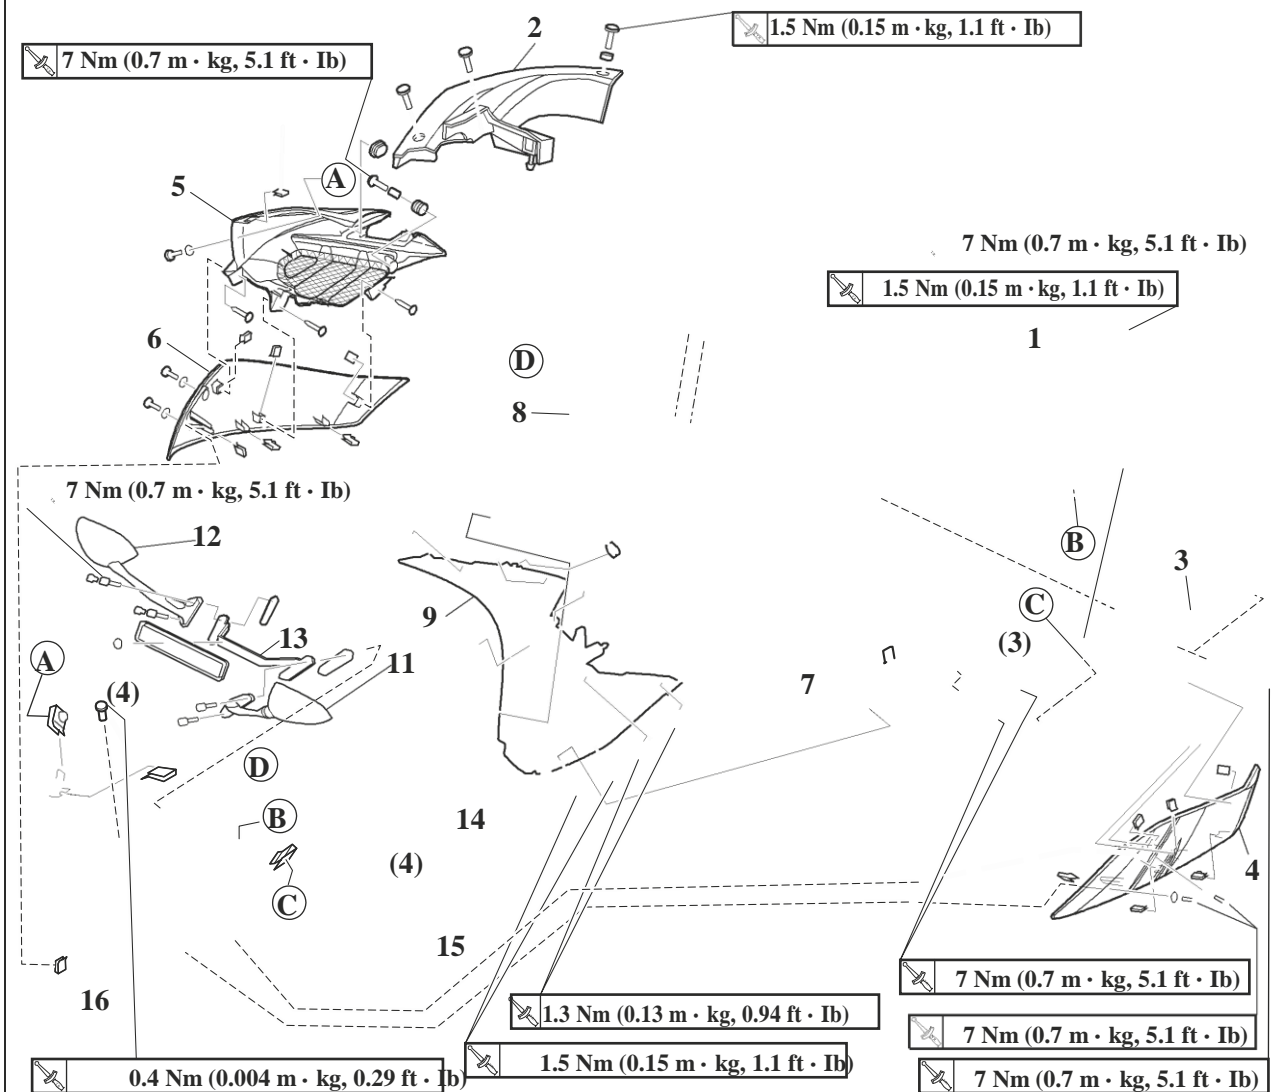 2
1.5 Nm (0.15 m · kg, 1.1 ft · Ib)
7 Nm (0.7 m · kg, 5.1 ft · Ib)
A
5
7 Nm (0.7 m · kg, 5.1 ft · Ib)
1.5 Nm (0.15 m · kg, 1.1 ft · Ib)
6
1
D
8
7 Nm (0.7 m · kg, 5.1 ft · Ib)
12
B
3
9
C
13
(3)
A
11
(4)
7
D
B
14
(4)
4
C
15
16
7 Nm (0.7 m · kg, 5.1 ft · Ib)
1.3 Nm (0.13 m · kg, 0.94 ft · Ib)
7 Nm (0.7 m · kg, 5.1 ft · Ib)
1.5 Nm (0.15 m · kg, 1.1 ft · Ib)
0.4 Nm (0.004 m · kg, 0.29 ft · Ib)
7 Nm (0.7 m · kg, 5.1 ft · Ib)